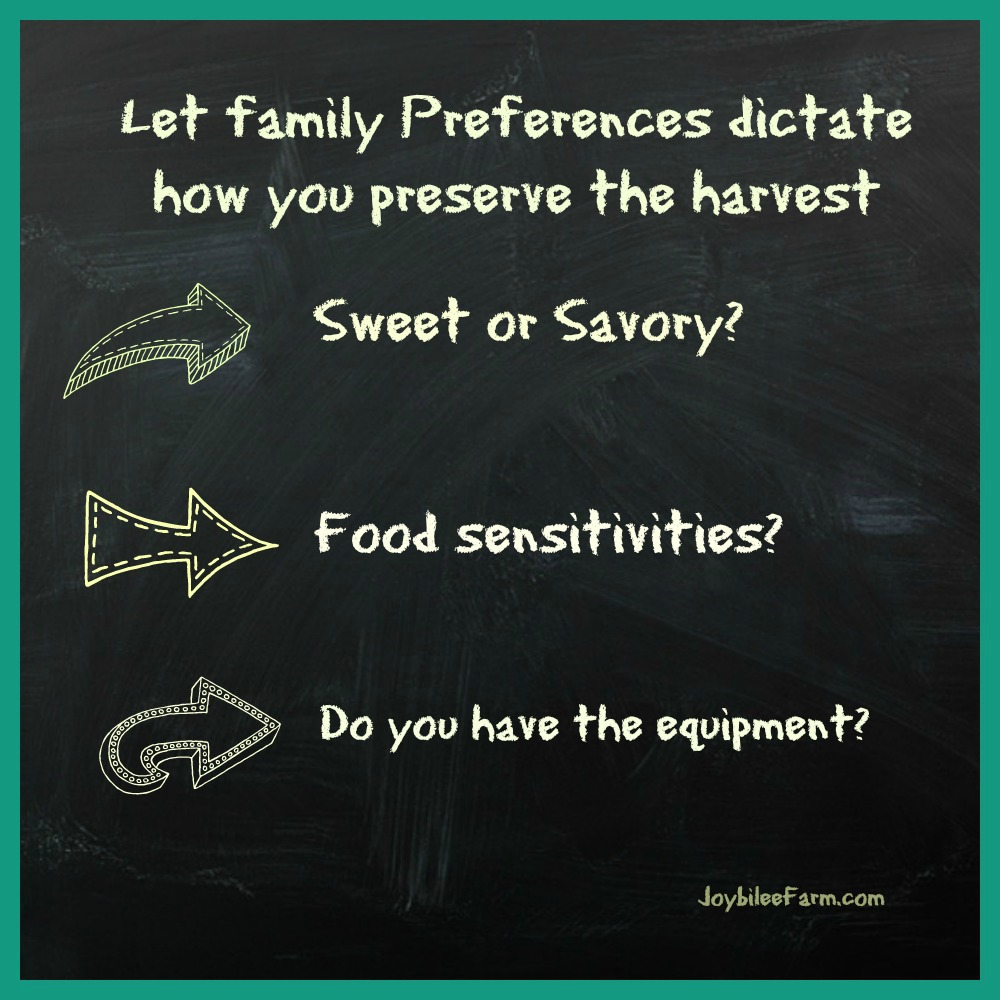 Let family Preferences dictate
how you preserve the harvest
Sweet or Savory?
Food sensitivities?
Do you have the equipment?
JoybileeFarm.com